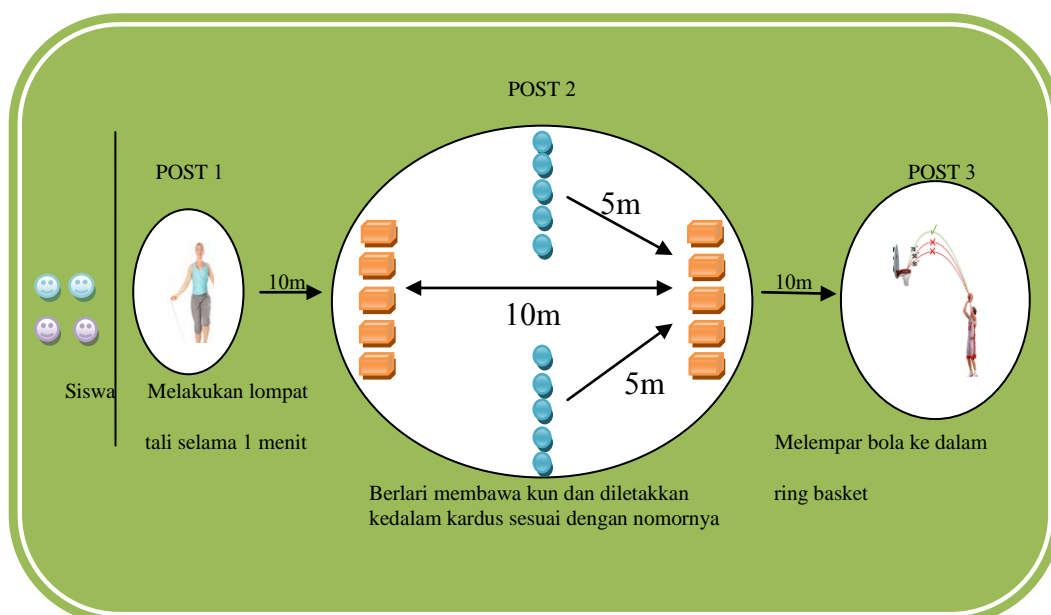 POST 2
POST 1
POST 3
5m
10m
10m
10m
5m
Siswa
Melakukan lompat
tali selama 1 menit
Berlari membawa kun dan diletakkan
kedalam kardus sesuai dengan nomornya
Melempar bola ke dalam
ring basket